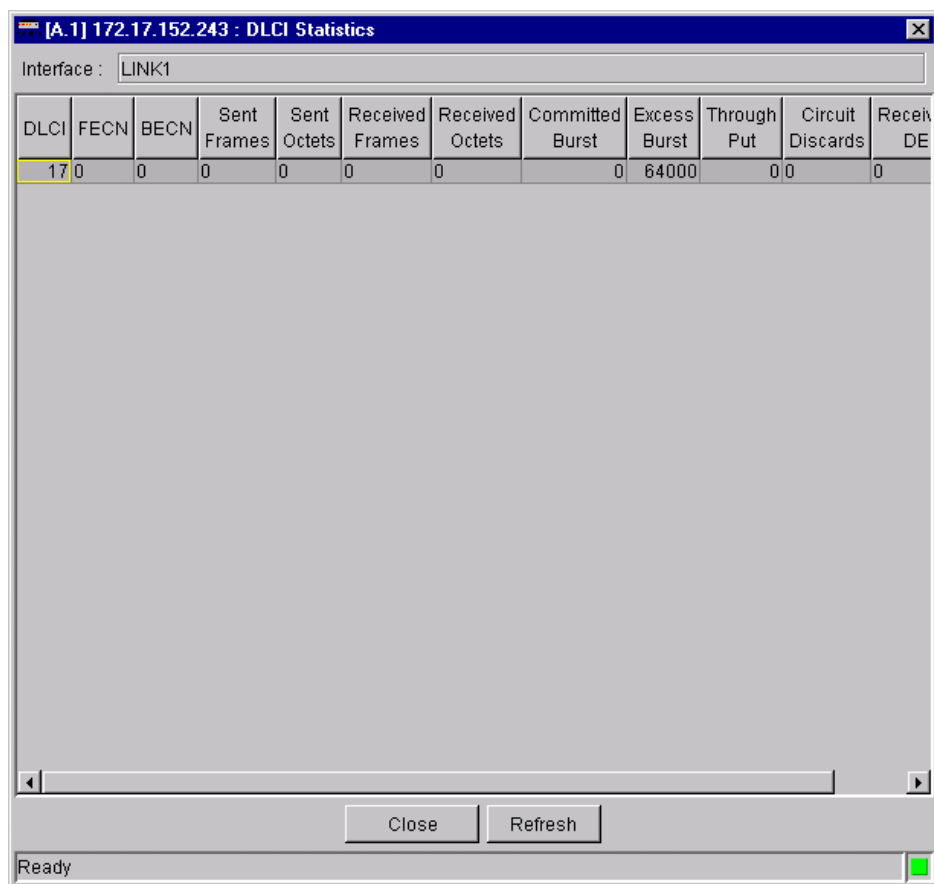 [A.1] 172.17.152.243 : DLCI Statistics
Interface : LINK1
DLCI FECN BECN Sent Frames Sent Octets Received Frames Received Octets Committed Burst Excess Burst Through Put Circuit Discards DE
17 0 0 0 0 0 0 0 64000 0 0 0
Close Refresh
Ready